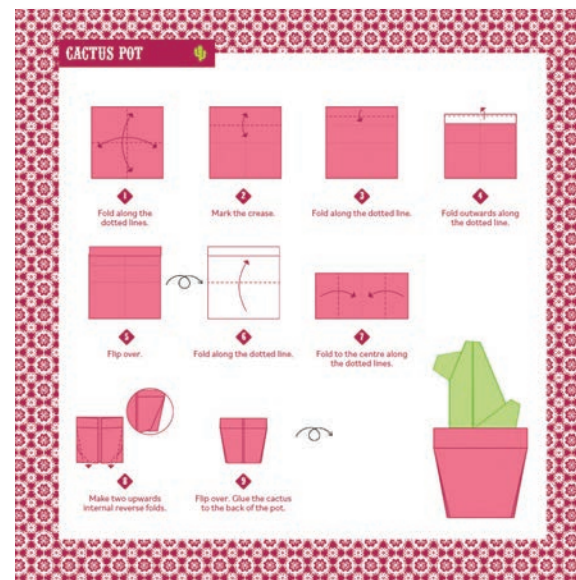 CACTUS POT
1
Fold along the
dotted lines.
2
Mark the crease.
3
Fold along the dotted line.
4
Fold outwards along
the dotted line.
5
Flip over.
6
Fold along the dotted line.
7
Fold to the centre along
the dotted lines.
8
Make two upwards
internal reverse folds.
9
Flip over. Glue the cactus
to the back of the pot.